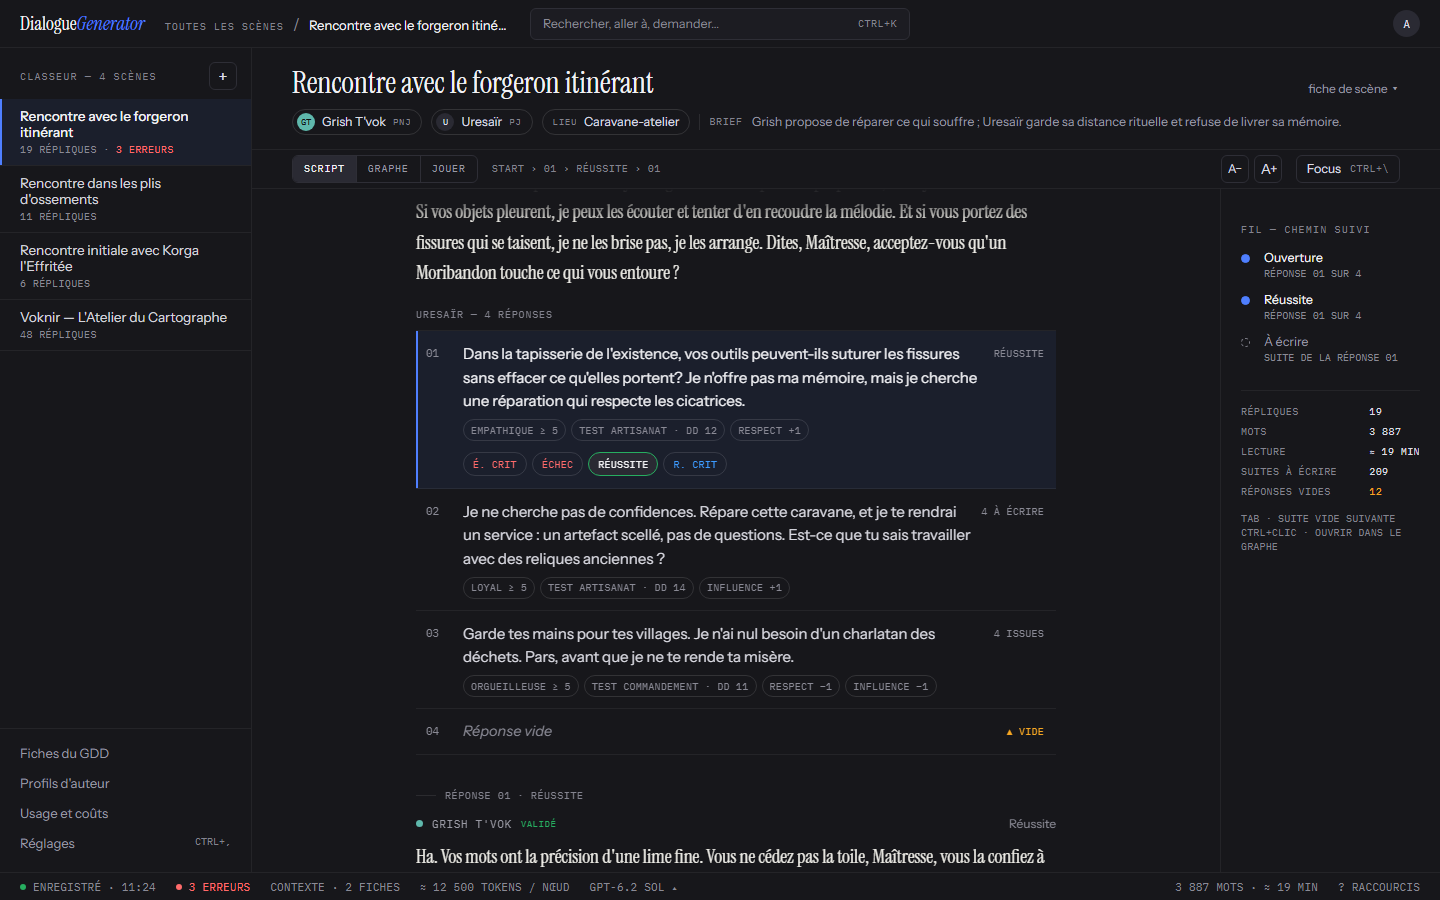 DialogueGenerator
TOUTES LES SCÈNES / Rencontre avec le forgeron itiné…
Rechercher, aller à, demander… CTRL+K
A
CLASSEUR — 4 SCÈNES +
Rencontre avec le forgeron
itinérant
19 RÉPLIQUES · 3 ERREURS
Rencontre dans les plis
d'ossements
11 RÉPLIQUES
Rencontre initiale avec Korga
l'Effritée
6 RÉPLIQUES
Voknir — L'Atelier du Cartographe
48 RÉPLIQUES
Fiches du GDD
Profils d'auteur
Usage et coûts
Réglages CTRL+,
Rencontre avec le forgeron itinérant
fiche de scène ▾
GT Grish T'vok PNJ
U Uresaïr PJ
LIEU Caravane-atelier
BRIEF Grish propose de réparer ce qui souffre ; Uresaïr garde sa distance rituelle et refuse de livrer sa mémoire.
SCRIPT GRAPHE JOUER
START › 01 › RÉUSSITE › 01
A− A+ Focus CTRL+\
Si vos objets pleurent, je peux les écouter et tenter d'en recoudre la mélodie. Et si vous portez des
fissures qui se taisent, je ne les brise pas, je les arrange. Dites, Maîtresse, acceptez-vous qu'un
Moribandon touche ce qui vous entoure ?
URESAÏR — 4 RÉPONSES
01 Dans la tapisserie de l'existence, vos outils peuvent-ils suturer les fissures RÉUSSITE
sans effacer ce qu'elles portent? Je n'offre pas ma mémoire, mais je cherche
une réparation qui respecte les cicatrices.
EMPATHIQUE ≥ 5 TEST ARTISANAT · DD 12 RESPECT +1
É. CRIT ÉCHEC RÉUSSITE R. CRIT
02 Je ne cherche pas de confidences. Répare cette caravane, et je te rendrai 4 À ÉCRIRE
un service : un artefact scellé, pas de questions. Est-ce que tu sais travailler
avec des reliques anciennes ?
LOYAL ≥ 5 TEST ARTISANAT · DD 14 INFLUENCE +1
03 Garde tes mains pour tes villages. Je n'ai nul besoin d'un charlatan des 4 ISSUES
déchets. Pars, avant que je ne te rende ta misère.
ORGUEILLEUSE ≥ 5 TEST COMMANDEMENT · DD 11 RESPECT −1 INFLUENCE −1
04 Réponse vide ▲ VIDE
RÉPONSE 01 · RÉUSSITE
GRISH T'VOK VALIDÉ Réussite
Ha. Vos mots ont la précision d'une lime fine. Vous ne cédez pas la toile, Maîtresse, vous la confiez à
FIL — CHEMIN SUIVI
Ouverture
RÉPONSE 01 SUR 4
Réussite
RÉPONSE 01 SUR 4
À écrire
SUITE DE LA RÉPONSE 01
RÉPLIQUES 19
MOTS 3 887
LECTURE ≈ 19 MIN
SUITES À ÉCRIRE 209
RÉPONSES VIDES 12
TAB · SUITE VIDE SUIVANTE
CTRL+CLIC · OUVRIR DANS LE
GRAPHE
ENREGISTRÉ · 11:24 3 ERREURS CONTEXTE · 2 FICHES ≈ 12 500 TOKENS / NŒUD GPT-6.2 SOL ▴ 3 887 MOTS · ≈ 19 MIN ? RACCOURCIS